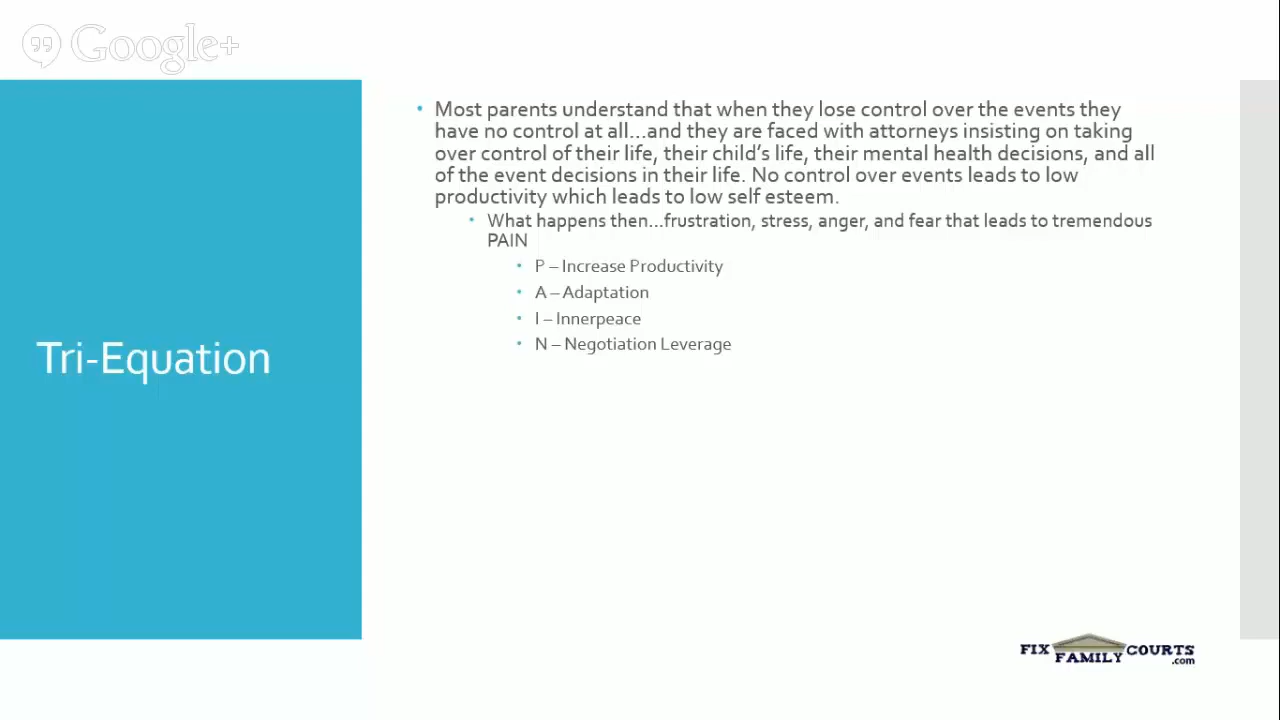 Google+
Most parents understand that when they lose control over the events they
have no control at all...and they are faced with attorneys insisting on taking
over control of their life, their child's life, their mental health decisions, and all
of the event decisions in their life. No control over events leads to low
productivity which leads to low self esteem.
What happens then...frustration, stress, anger, and fear that leads to tremendous
PAIN
P – Increase Productivity
A – Adaptation
I – Innerpeace
N – Negotiation Leverage
Tri-Equation
FIX FAMILY COURTS
.com